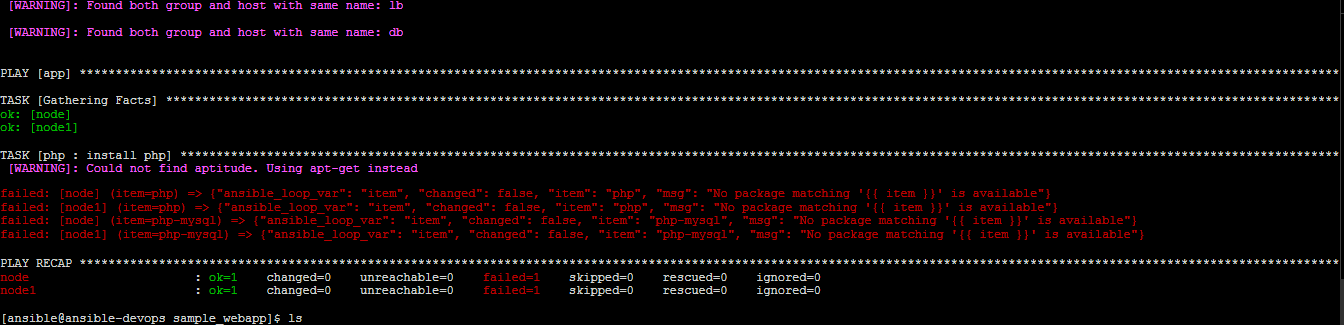 [WARNING]: Found both group and host with same name: lb
[WARNING]: Found both group and host with same name: db
PLAY [app] ****************************************************************************************************************************************************************************
TASK [Gathering Facts] ****************************************************************************************************************************************************************
ok: [node]
ok: [node1]
TASK [php : install php] **************************************************************************************************************************************************************
[WARNING]: Could not find aptitude. Using apt-get instead
failed: [node] (item=php) => {"ansible_loop_var": "item", "changed": false, "item": "php", "msg": "No package matching '{{ item }}' is available"}
failed: [node1] (item=php) => {"ansible_loop_var": "item", "changed": false, "item": "php", "msg": "No package matching '{{ item }}' is available"}
failed: [node] (item=php-mysql) => {"ansible_loop_var": "item", "changed": false, "item": "php-mysql", "msg": "No package matching '{{ item }}' is available"}
failed: [node1] (item=php-mysql) => {"ansible_loop_var": "item", "changed": false, "item": "php-mysql", "msg": "No package matching '{{ item }}' is available"}
PLAY RECAP ****************************************************************************************************************************************************************************
node : ok=1 changed=0 unreachable=0 failed=1 skipped=0 rescued=0 ignored=0
node1 : ok=1 changed=0 unreachable=0 failed=1 skipped=0 rescued=0 ignored=0
[ansible@ansible-devops sample_webapp]$ ls